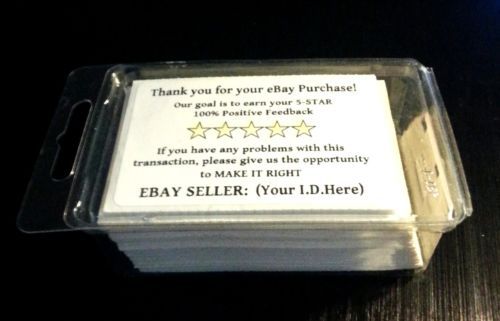 Thank you for your eBay Purchase!
Our goal is to earn your 5-STAR
100% Positive Feedback
If you have any problems with this
transaction, please give us the opportunity
to MAKE IT RIGHT
EBAY SELLER: (Your I.D.Here)